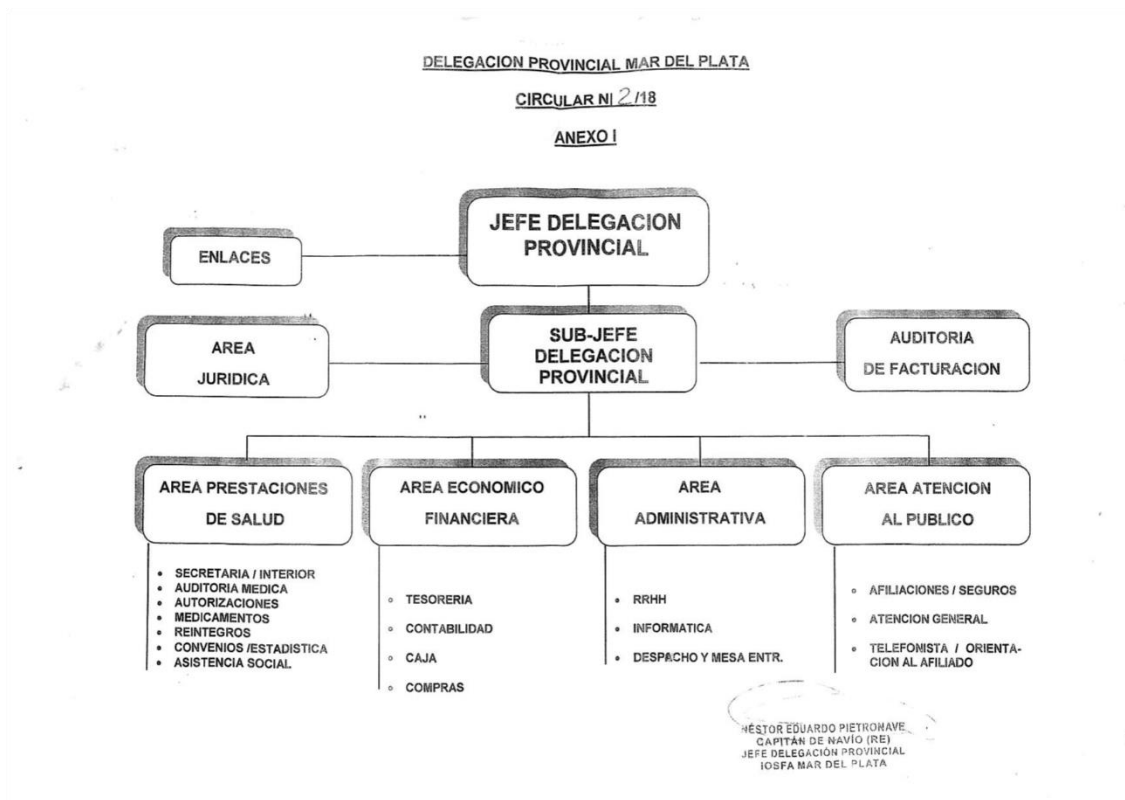 DELEGACION PROVINCIAL MAR DEL PLATA
CIRCULAR NI 2/18
ANEXO I
JEFE DELEGACION
PROVINCIAL
ENLACES
SUB-JEFE
DELEGACION
PROVINCIAL
AREA
JURIDICA
AUDITORIA
DE FACTURACION
AREA PRESTACIONES
DE SALUD
AREA ECONOMICO
FINANCIERA
AREA
ADMINISTRATIVA
AREA ATENCION
AL PUBLICO
• SECRETARIA / INTERIOR
• AUDITORIA MEDICA
• AUTORIZACIONES
• MEDICAMENTOS
• REINTEGROS
• CONVENIOS /ESTADISTICA
• ASISTENCIA SOCIAL
○ TESORERIA
○ CONTABILIDAD
○ CAJA
○ COMPRAS
• RRHH
• INFORMATICA
• DESPACHO Y MESA ENTR.
○ AFILIACIONES / SEGUROS
○ ATENCION GENERAL
○ TELEFONISTA / ORIENTA-
CION AL AFILIADO
NÉSTOR EDUARDO PIETRONAVE
CAPITÁN DE NAVÍO (RE)
JEFE DELEGACIÓN PROVINCIAL
IOSFA MAR DEL PLATA